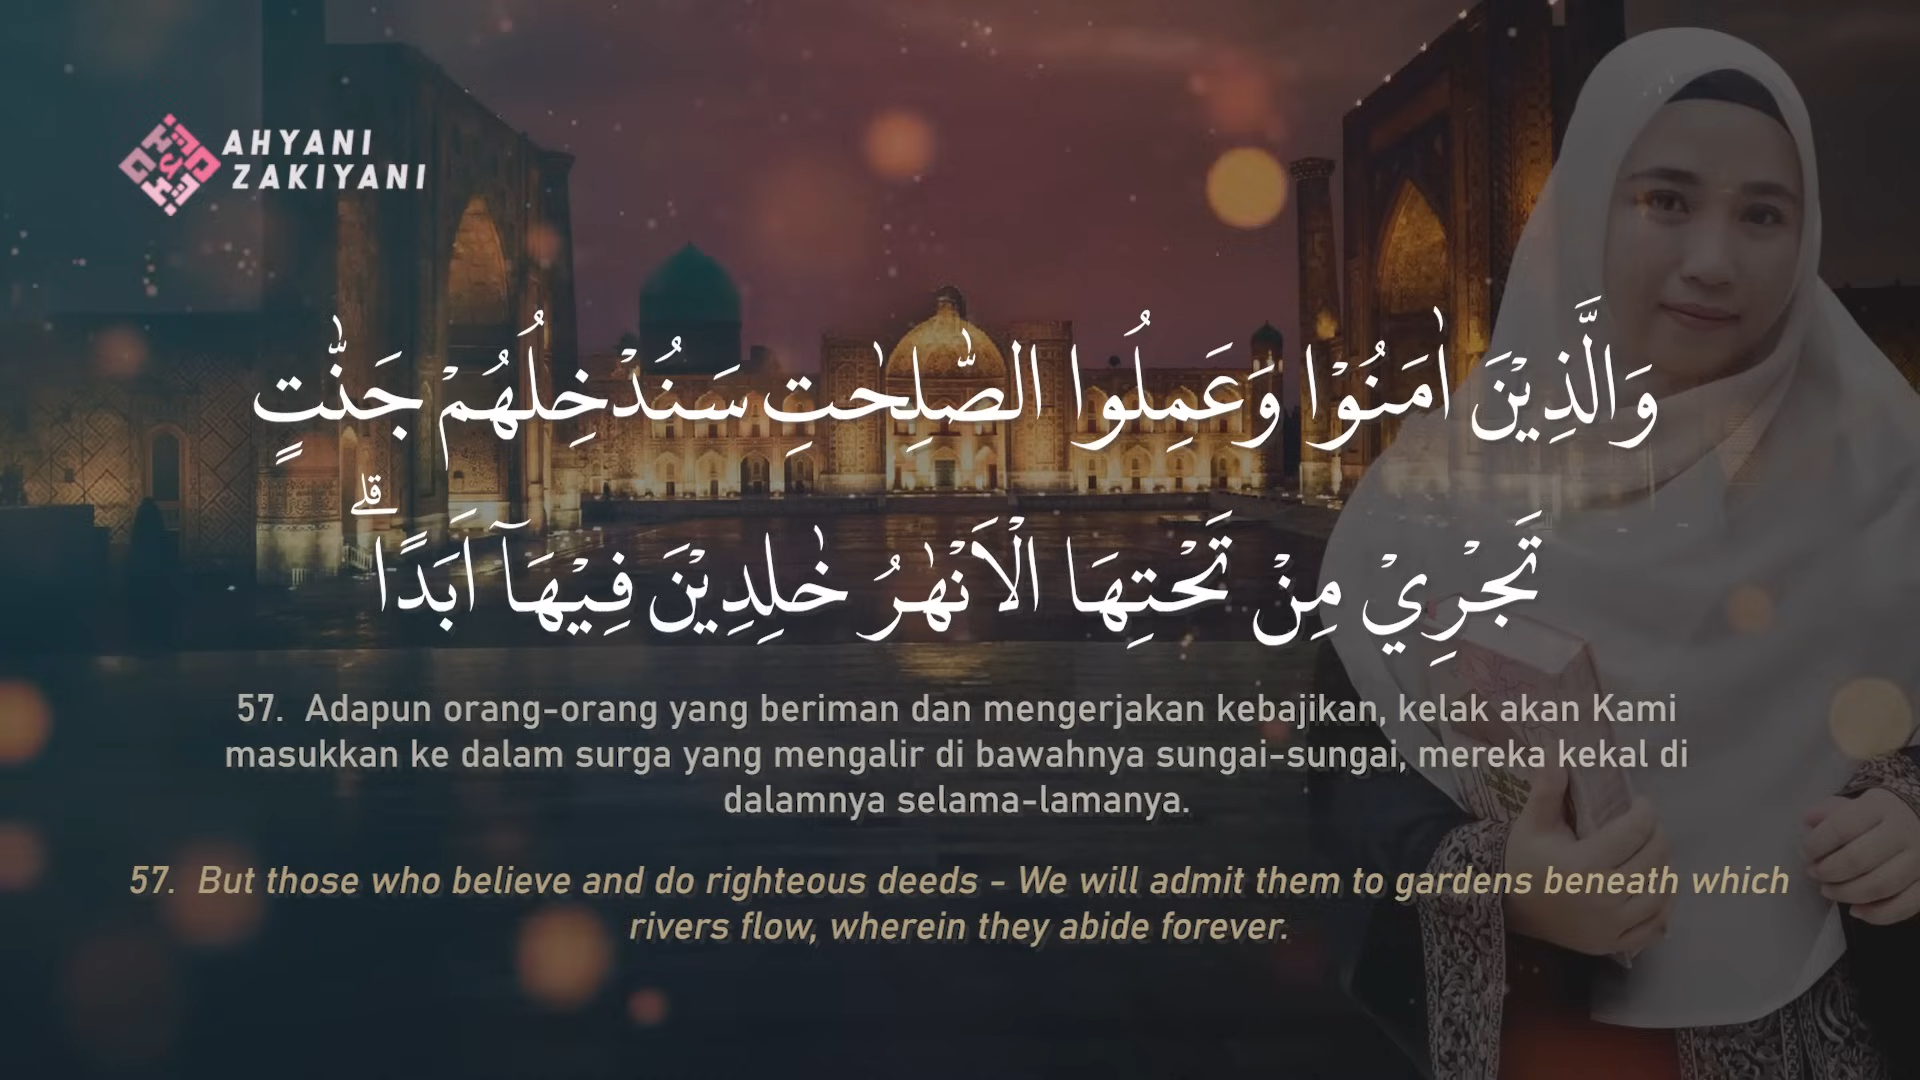 AHYANI
ZAKIYANI
وَالَّذِيْنَ اٰمَنُوْا وَعَمِلُوا الصّٰلِحٰتِ سَنُدْخِلُهُمْ جَنّٰتٍ
تَجْرِيْ مِنْ تَحْتِهَا الْاَنْهٰرُ خٰلِدِيْنَ فِيْهَآ اَبَدًاۗ
57. Adapun orang-orang yang beriman dan mengerjakan kebajikan, kelak akan Kami
masukkan ke dalam surga yang mengalir di bawahnya sungai-sungai, mereka kekal di
dalamnya selama-lamanya.
57. But those who believe and do righteous deeds - We will admit them to gardens beneath which
rivers flow, wherein they abide forever.